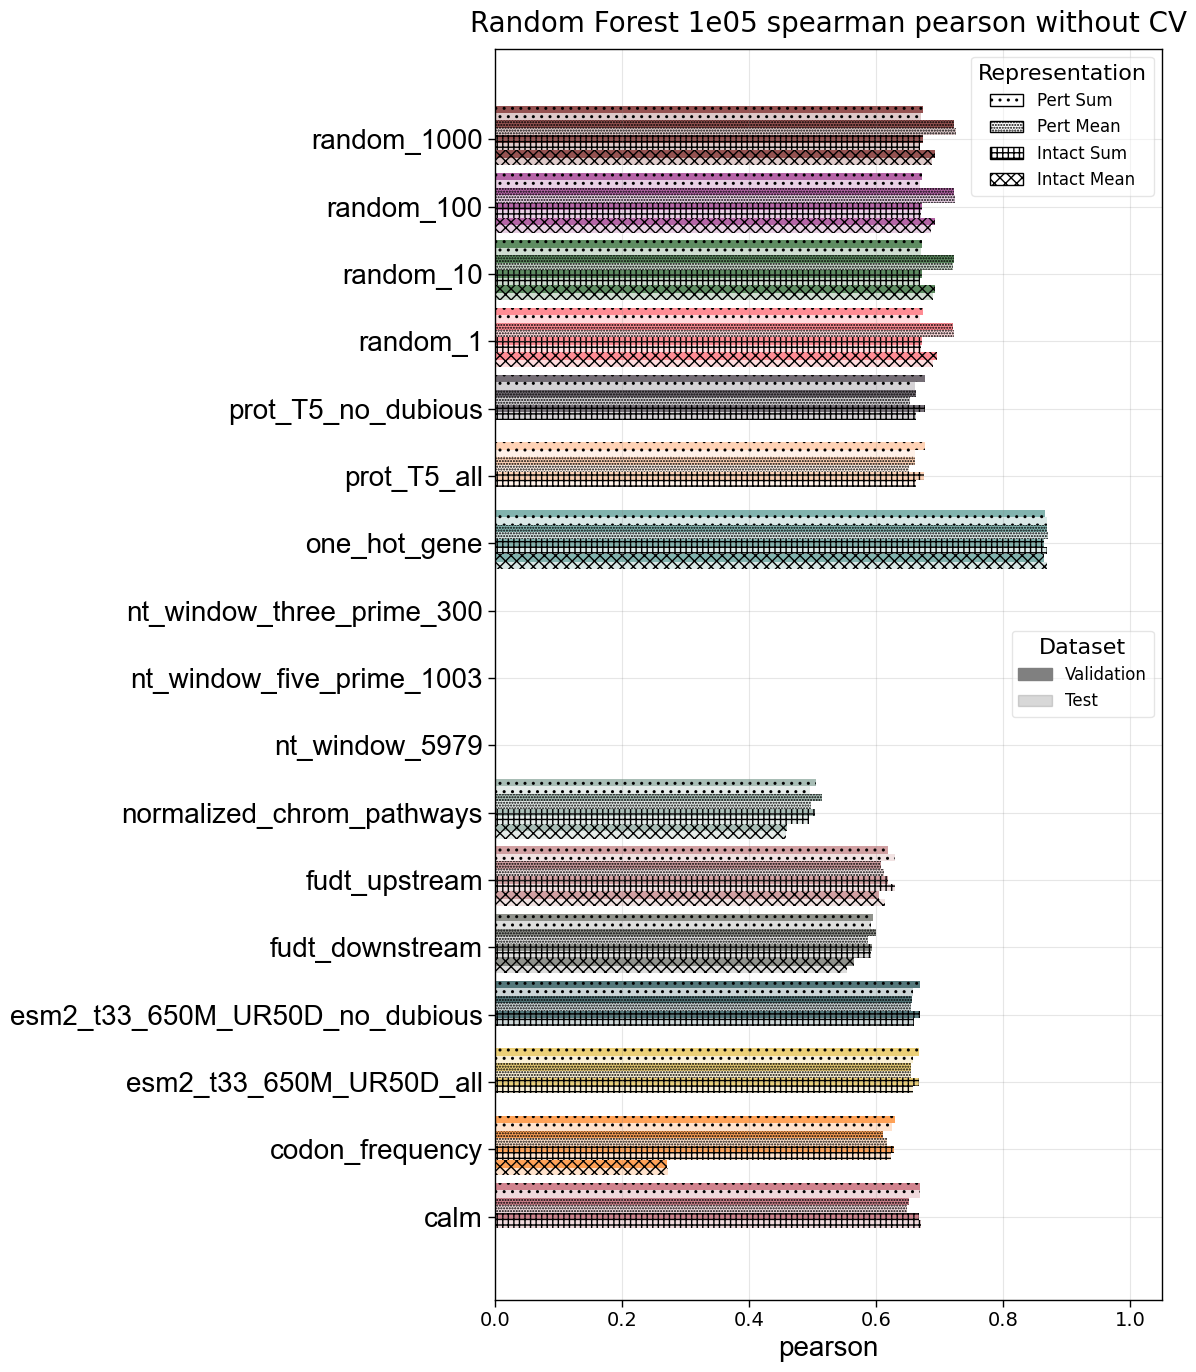 Random Forest 1e05 spearman pearson without CV
Representation
Pert Sum
Pert Mean
Intact Sum
Intact Mean
random_1000
random_100
random_10
random_1
prot_T5_no_dubious
prot_T5_all
one_hot_gene
nt_window_three_prime_300
nt_window_five_prime_1003
nt_window_5979
Dataset
Validation
Test
normalized_chrom_pathways
fudt_upstream
fudt_downstream
esm2_t33_650M_UR50D_no_dubious
esm2_t33_650M_UR50D_all
codon_frequency
calm
0.0 0.2 0.4 0.6 0.8 1.0
pearson